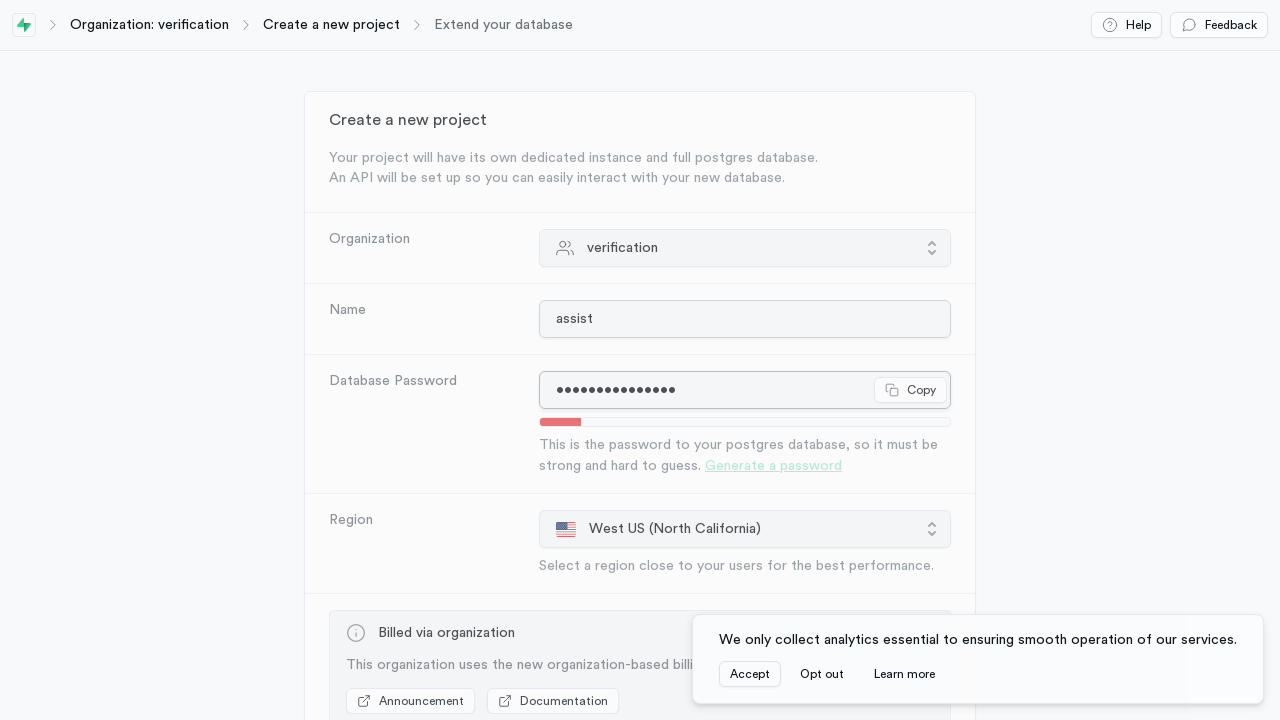 Organization: verification
Create a new project
Extend your database
Help
Feedback
Create a new project
Your project will have its own dedicated instance and full postgres database.
An API will be set up so you can easily interact with your new database.
Organization
verification
Name
assist
Database Password
•••••••••••••••
Copy
This is the password to your postgres database, so it must be
strong and hard to guess. Generate a password
Region
West US (North California)
Select a region close to your users for the best performance.
Billed via organization
This organization uses the new organization-based
Announcement
Documentation
We only collect analytics essential to ensuring smooth operation of our services.
Accept
Opt out
Learn more